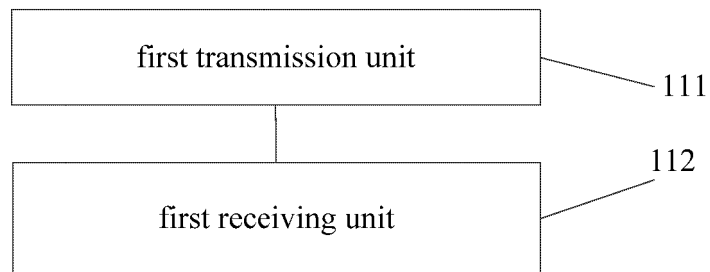 first transmission unit
111
112
first receiving unit